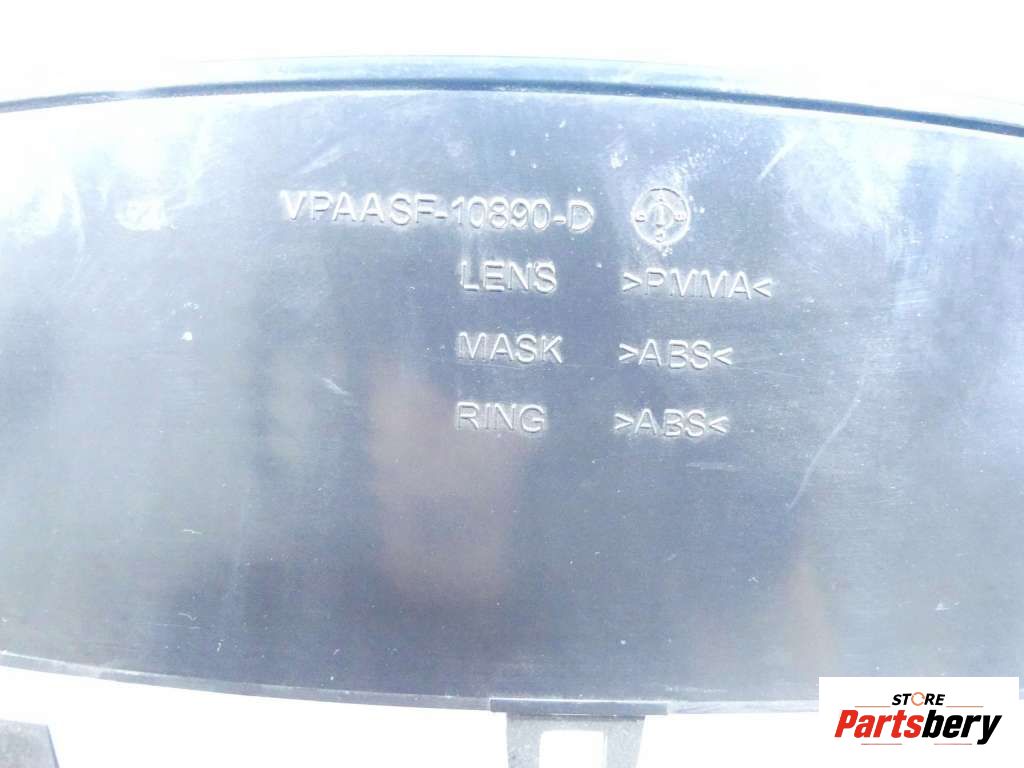 VPAASF-10890-D
LENS >PMMA<
MASK >ABS<
RING >ABS<
STORE
Partsbery